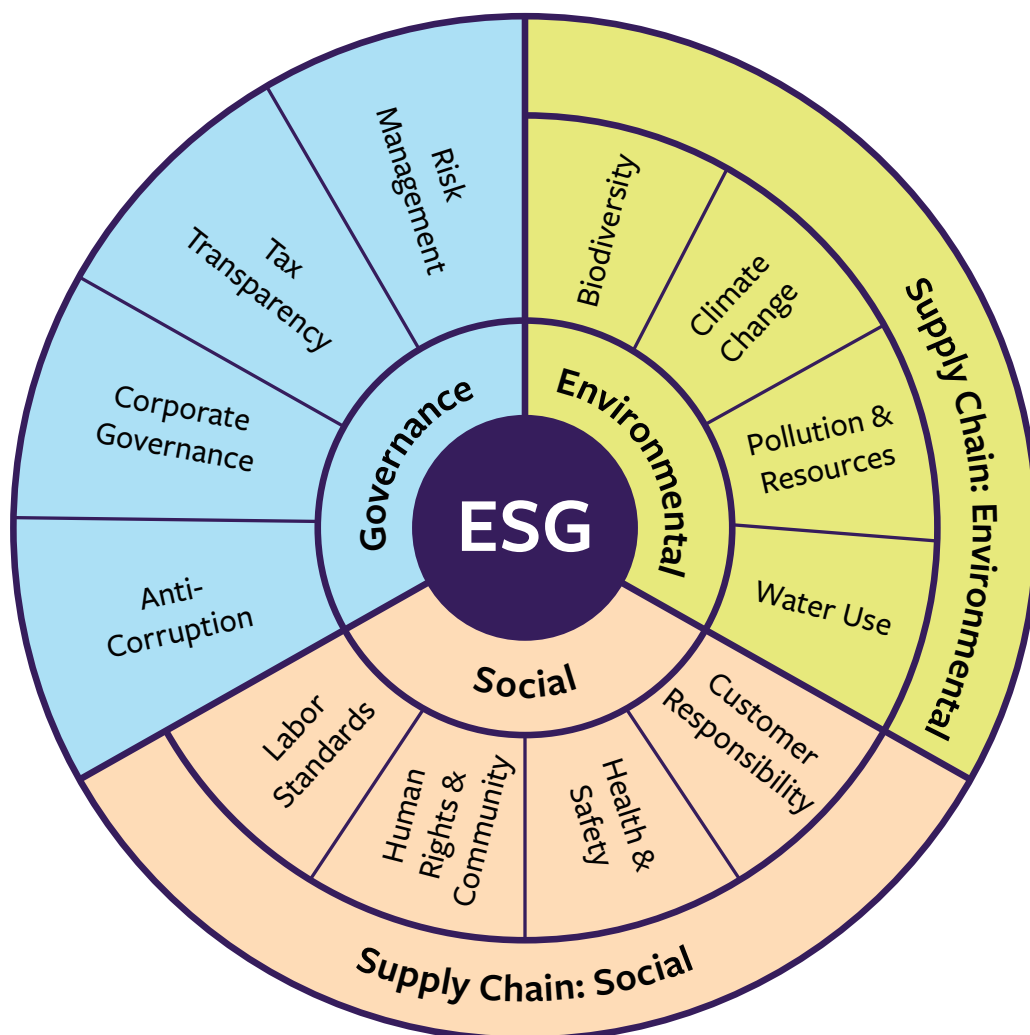 ESG
Environmental
Biodiversity
Climate
Change
Pollution &
Resources
Water Use
Supply Chain: Environmental
Social
Customer
Responsibility
Health &
Safety
Human
Rights &
Community
Labor
Standards
Supply Chain: Social
Governance
Anti-
Corruption
Corporate
Governance
Tax
Transparency
Risk
Management